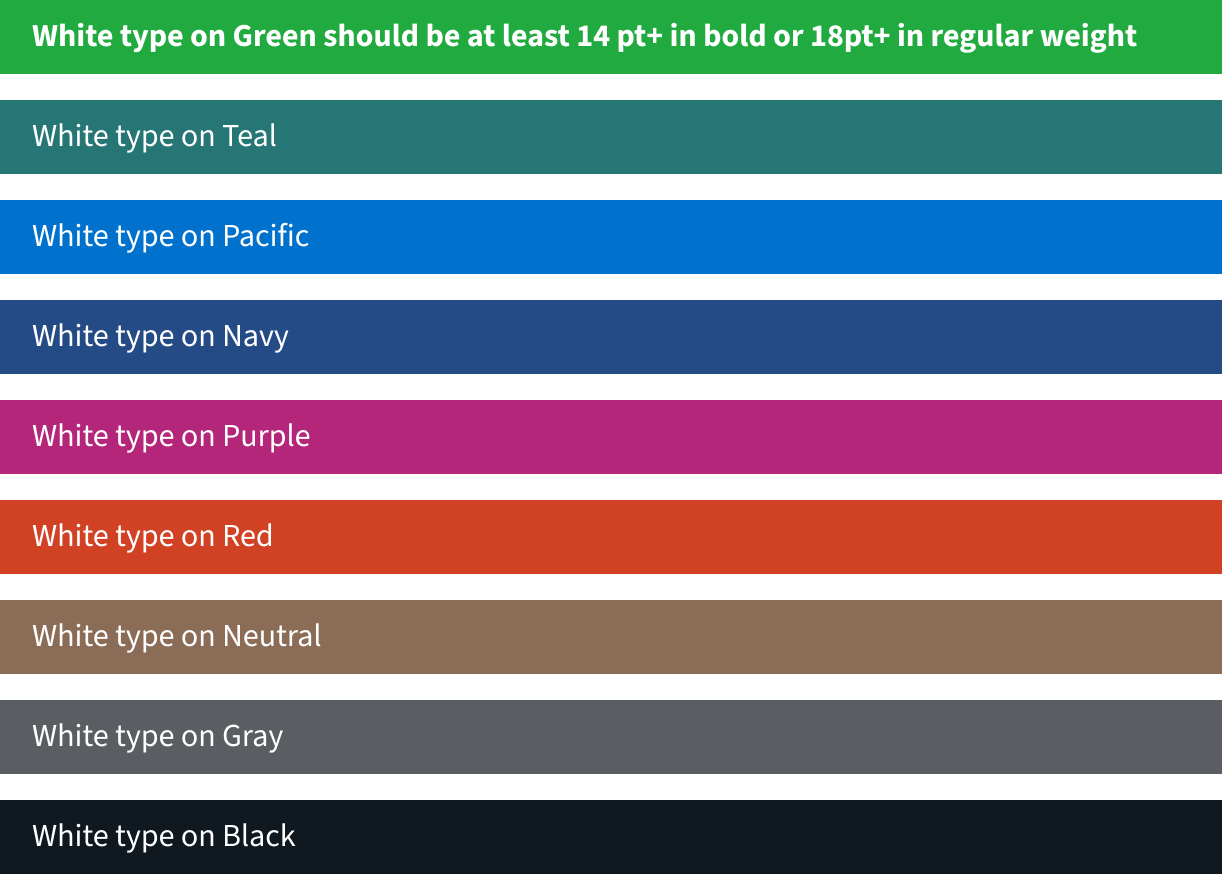 White type on Green should be at least 14 pt+ in bold or 18pt+ in regular weight
White type on Teal
White type on Pacific
White type on Navy
White type on Purple
White type on Red
White type on Neutral
White type on Gray
White type on Black